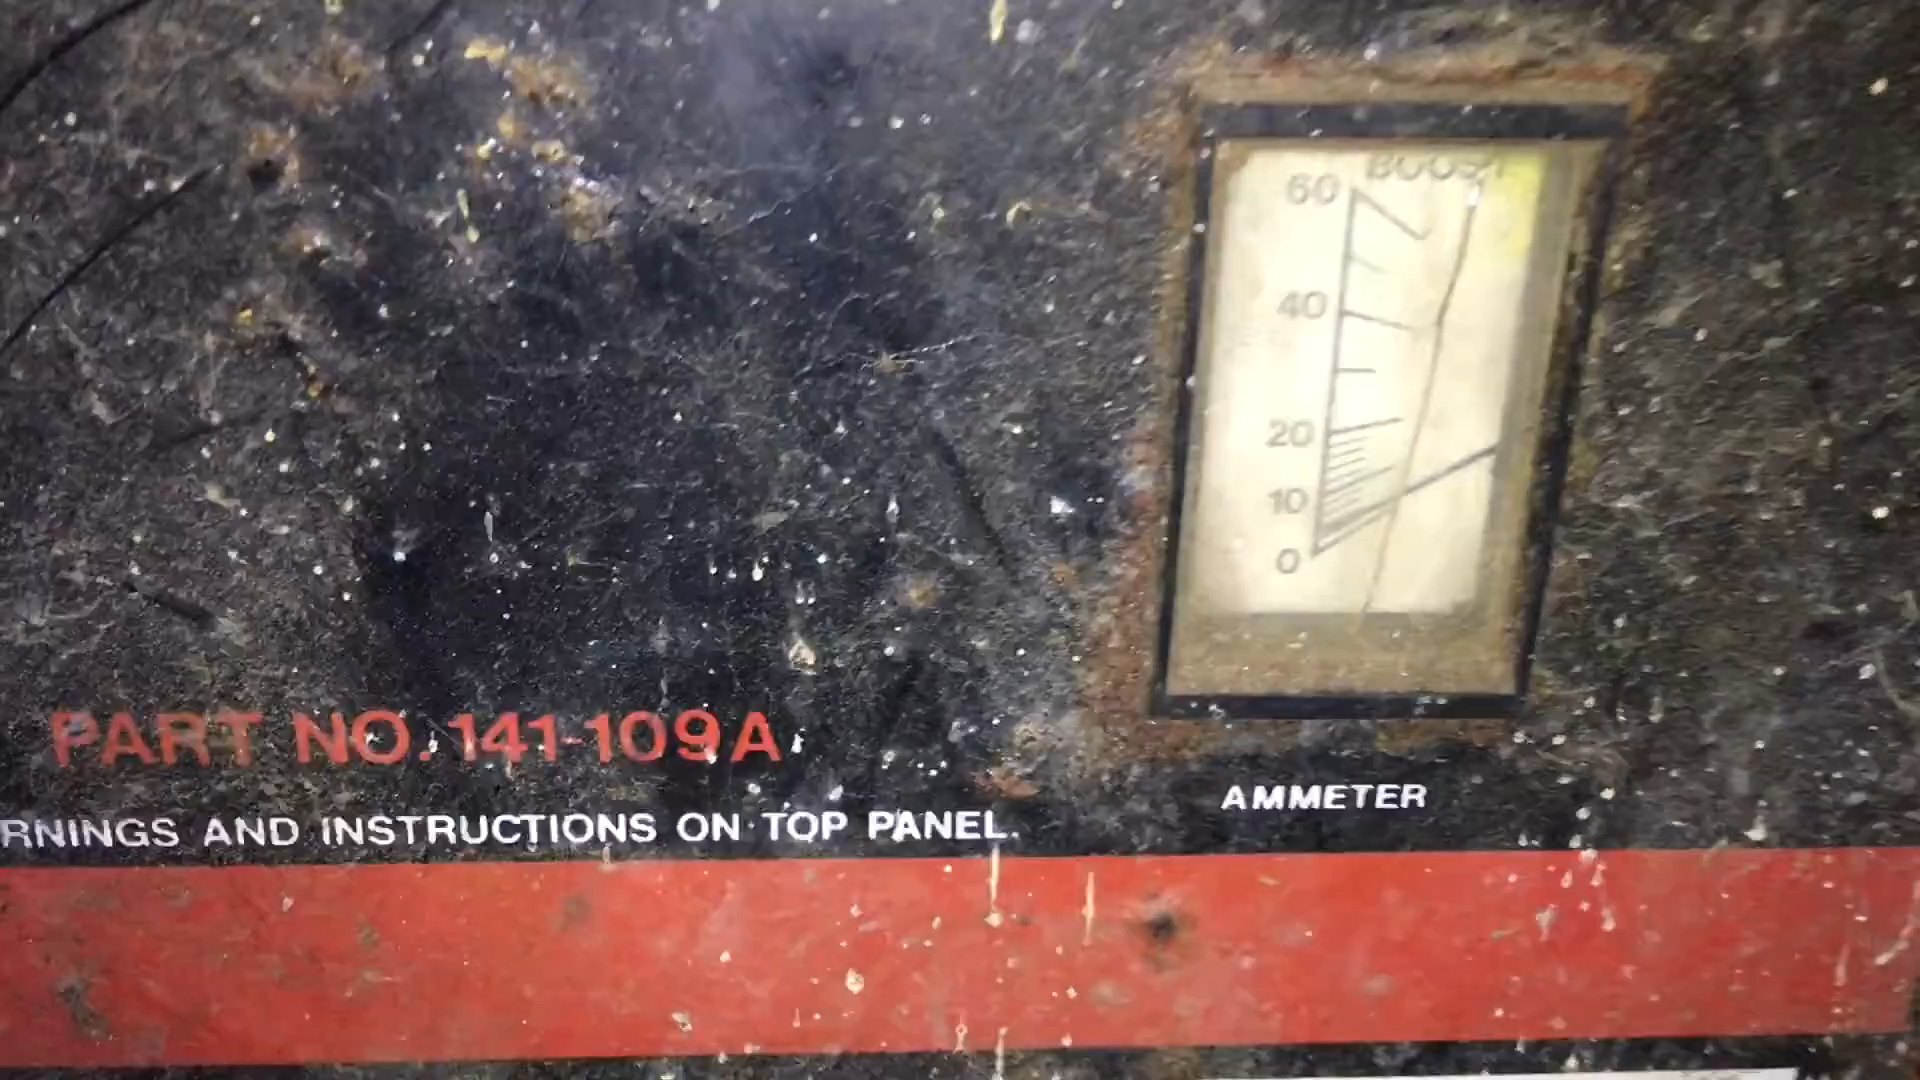 BOOST
60
40
20
10
0
PART NO. 141-109A
AMMETER
RNINGS AND INSTRUCTIONS ON TOP PANEL.